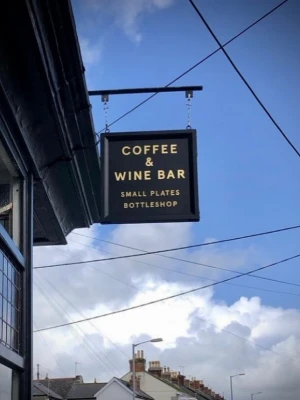 COFFEE
&
WINE BAR
SMALL PLATES
BOTTLESHOP